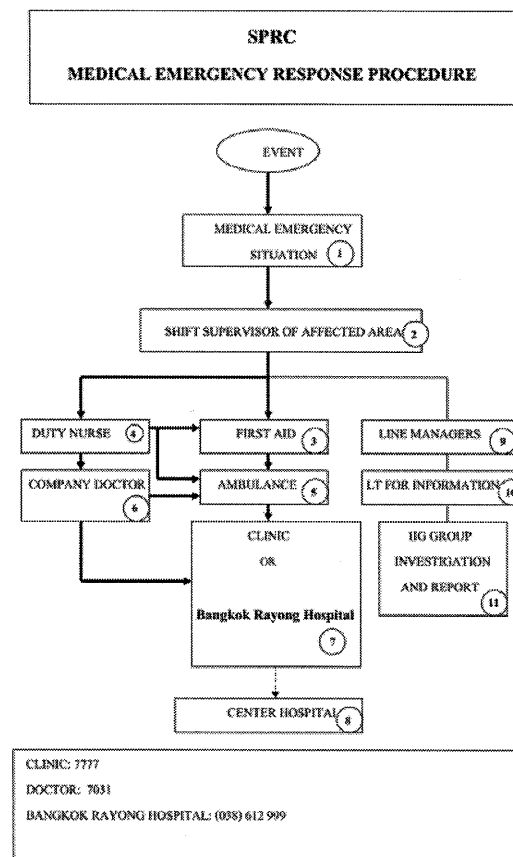 SPRC
MEDICAL EMERGENCY RESPONSE PROCEDURE
EVENT
MEDICAL EMERGENCY
SITUATION 1
SHIFT SUPERVISOR OF AFFECTED AREA 2
DUTY NURSE 4
FIRST AID 3
LINE MANAGERS 9
COMPANY DOCTOR 6
AMBULANCE 5
LT FOR INFORMATION 10
CLINIC
OR
Bangkok Rayong Hospital
7
IIG GROUP
INVESTIGATION
AND REPORT 11
CENTER HOSPITAL 8
CLINIC: 7777
DOCTOR: 7031
BANGKOK RAYONG HOSPITAL: (038) 612 999